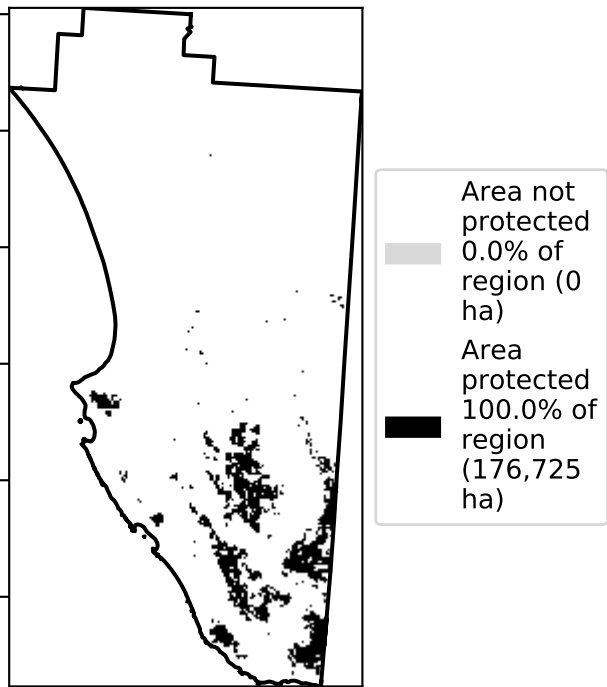 Area not
protected
0.0% of
region (0
ha)
Area
protected
100.0% of
region
(176,725
ha)